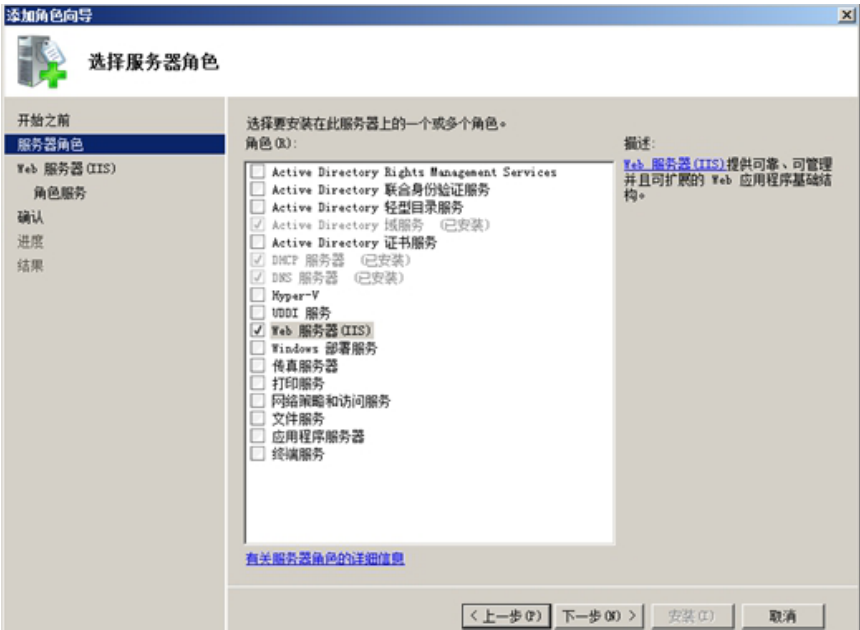 添加角色向导
选择服务器角色
开始之前
服务器角色
Web 服务器(IIS)
角色服务
确认
进度
结果
选择要安装在此服务器上的一个或多个角色。
角色(R):
Active Directory Rights Management Services
Active Directory 联合身份验证服务
Active Directory 轻型目录服务
Active Directory 域服务 (已安装)
Active Directory 证书服务
DHCP 服务器 (已安装)
DNS 服务器 (已安装)
Hyper-V
UDDI 服务
Web 服务器(IIS)
Windows 部署服务
传真服务器
打印服务
网络策略和访问服务
文件服务
应用程序服务器
终端服务
有关服务器角色的详细信息
描述:
Web 服务器(IIS)提供可靠、可管理
并且可扩展的 Web 应用程序基础结
构。
< 上一步(P)
下一步(N) >
安装(I)
取消